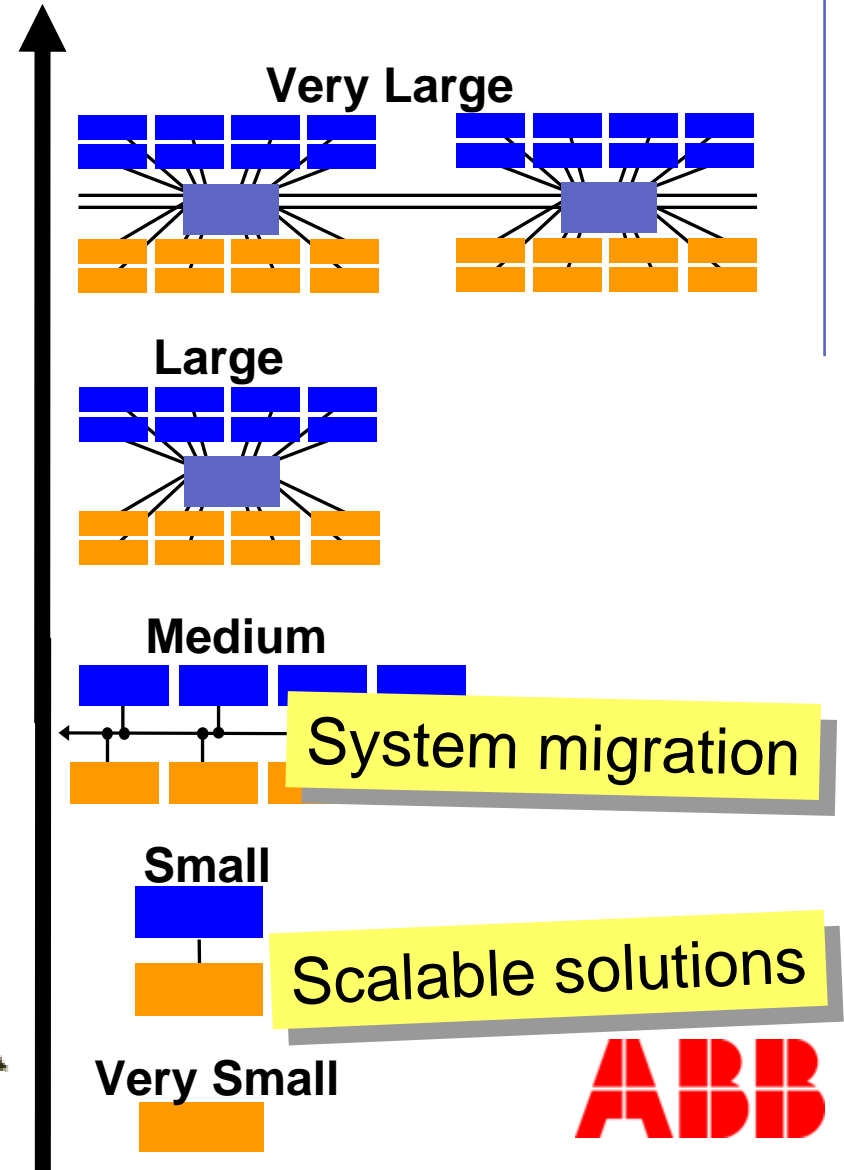 Very Large
Large
Medium
System migration
Small
Scalable solutions
Very Small
ABB